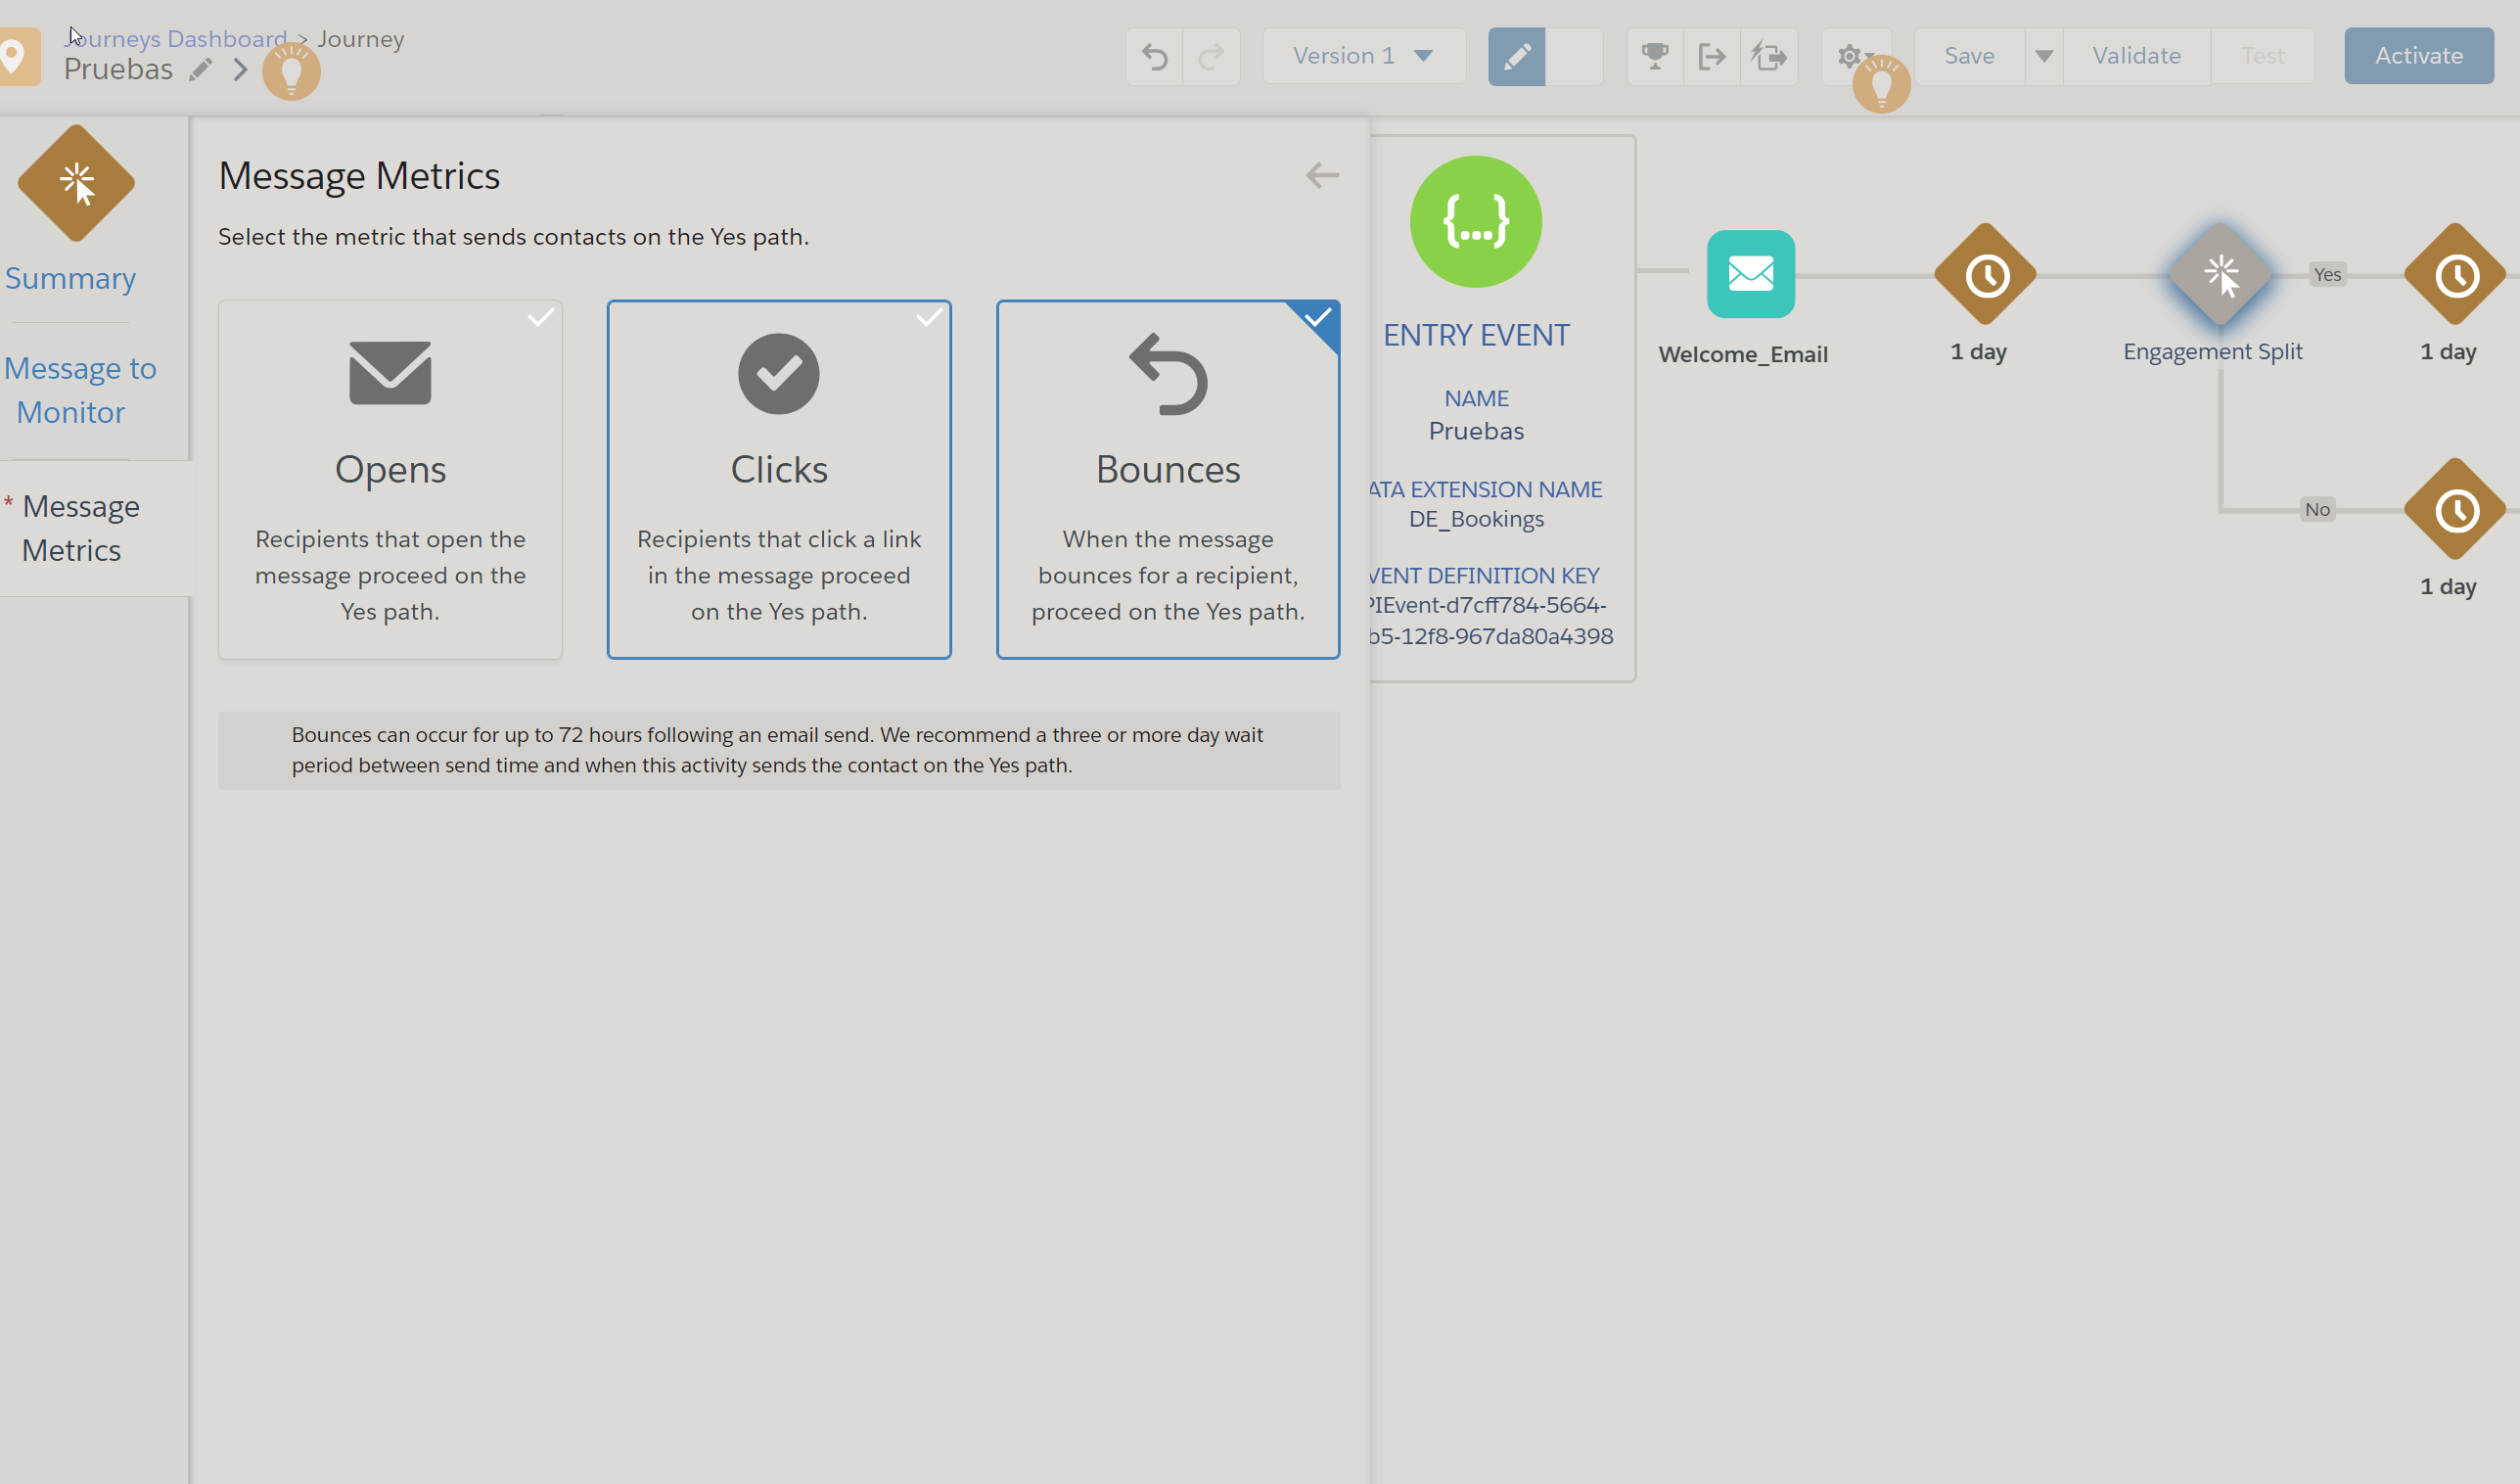 Journeys Dashboard > Journey
Pruebas
Version 1
Save
Validate
Test
Activate
Summary
Message to
Monitor
* Message
Metrics
Message Metrics
Select the metric that sends contacts on the Yes path.
Opens
Recipients that open the
message proceed on the
Yes path.
Clicks
Recipients that click a link
in the message proceed
on the Yes path.
Bounces
When the message
bounces for a recipient,
proceed on the Yes path.
Bounces can occur for up to 72 hours following an email send. We recommend a three or more day wait
period between send time and when this activity sends the contact on the Yes path.
{...}
ENTRY EVENT
NAME
Pruebas
ATA EXTENSION NAME
DE_Bookings
VENT DEFINITION KEY
PIEvent-d7cff784-5664-
b5-12f8-967da80a4398
Welcome_Email
1 day
Engagement Split
Yes
1 day
No
1 day